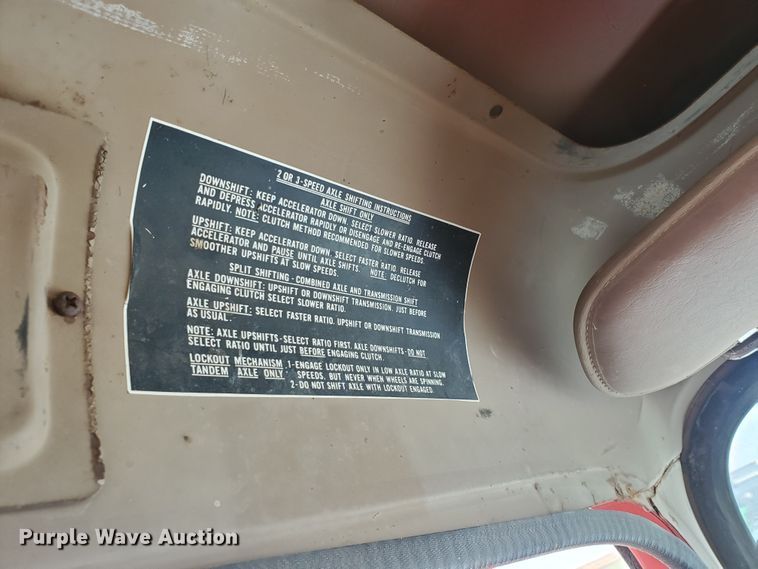 2 OR 3-SPEED AXLE SHIFTING INSTRUCTIONS
AXLE SHIFT ONLY
DOWNSHIFT: KEEP ACCELERATOR DOWN. SELECT SLOWER RATIO. RELEASE
AND DEPRESS ACCELERATOR RAPIDLY OR DISENGAGE AND RE-ENGAGE CLUTCH
RAPIDLY. NOTE: CLUTCH METHOD RECOMMENDED FOR SLOWER SPEEDS.
UPSHIFT: KEEP ACCELERATOR DOWN. SELECT FASTER RATIO. RELEASE
ACCELERATOR AND PAUSE UNTIL AXLE SHIFTS. NOTE: DECLUTCH FOR
SMOOTHER UPSHIFTS AT SLOW SPEEDS.
SPLIT SHIFTING - COMBINED AXLE AND TRANSMISSION SHIFT
AXLE DOWNSHIFT: UPSHIFT OR DOWNSHIFT TRANSMISSION. JUST BEFORE
ENGAGING CLUTCH SELECT SLOWER RATIO.
AXLE UPSHIFT: SELECT FASTER RATIO. UPSHIFT OR DOWNSHIFT TRANSMISSION
AS USUAL.
NOTE: AXLE UPSHIFTS-SELECT RATIO FIRST. AXLE DOWNSHIFTS-DO NOT
SELECT RATIO UNTIL JUST BEFORE ENGAGING CLUTCH.
LOCKOUT MECHANISM 1-ENGAGE LOCKOUT ONLY IN LOW AXLE RATIO AT SLOW
TANDEM AXLE ONLY SPEEDS. BUT NEVER WHEN WHEELS ARE SPINNING.
2-DO NOT SHIFT AXLE WITH LOCKOUT ENGAGED.
Purple Wave Auction